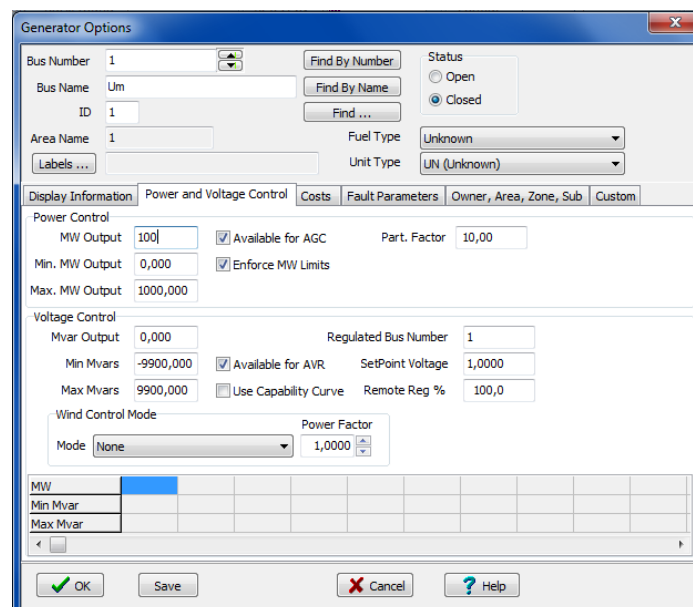 Generator Options
x
Bus Number 1 Find By Number Status
Open
Bus Name Um Find By Name
Closed
ID 1 Find ...
Area Name 1 Fuel Type Unknown
Labels ... Unit Type UN (Unknown)
Display Information Power and Voltage Control Costs Fault Parameters Owner, Area, Zone, Sub Custom
Power Control
MW Output 100 Available for AGC Part. Factor 10,00
Min. MW Output 0,000 Enforce MW Limits
Max. MW Output 1000,000
Voltage Control
Mvar Output 0,000 Regulated Bus Number 1
Min Mvars -9900,000 Available for AVR SetPoint Voltage 1,0000
Max Mvars 9900,000 Use Capability Curve Remote Reg % 100,0
Wind Control Mode
Power Factor
Mode None 1,0000
MW
Min Mvar
Max Mvar
OK Save Cancel ? Help